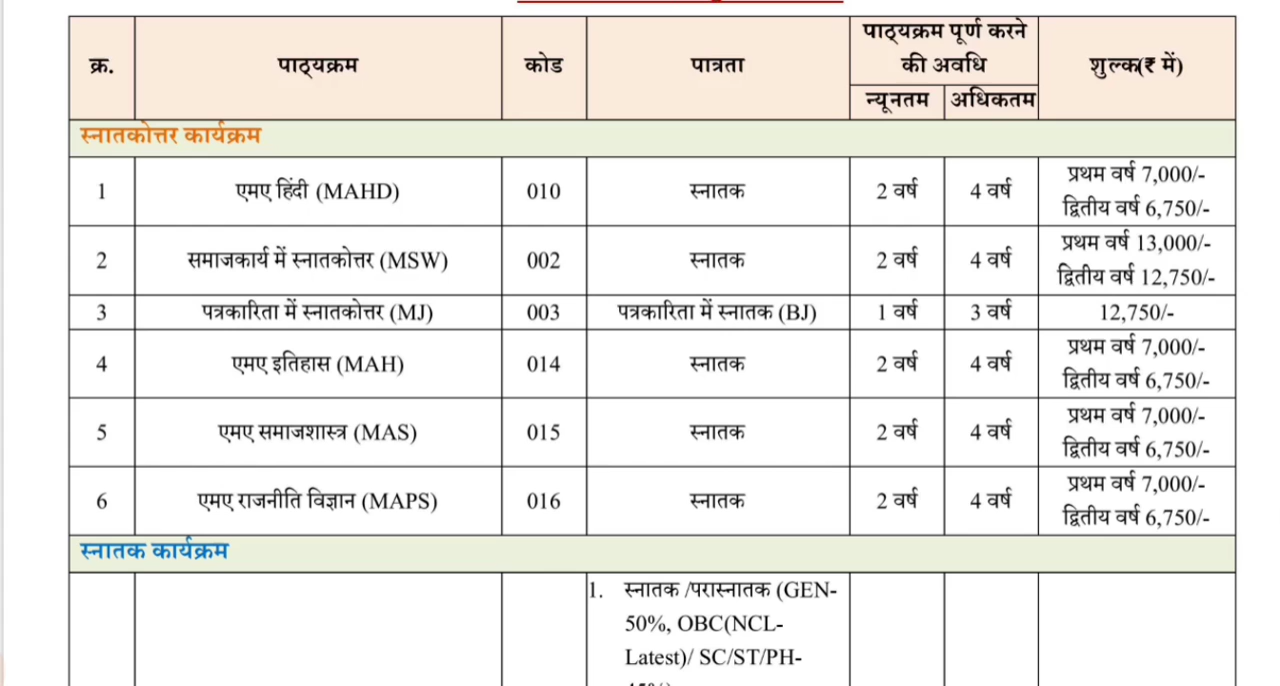 क्र.
पाठ्यक्रम
कोड
पात्रता
पाठ्यक्रम पूर्ण करने
की अवधि
न्यूनतम
अधिकतम
शुल्क(₹ में)
स्नातकोत्तर कार्यक्रम
1
एमए हिंदी (MAHD)
010
स्नातक
2 वर्ष
4 वर्ष
प्रथम वर्ष 7,000/-
द्वितीय वर्ष 6,750/-
2
समाजकार्य में स्नातकोत्तर (MSW)
002
स्नातक
2 वर्ष
4 वर्ष
प्रथम वर्ष 13,000/-
द्वितीय वर्ष 12,750/-
3
पत्रकारिता में स्नातकोत्तर (MJ)
003
पत्रकारिता में स्नातक (BJ)
1 वर्ष
3 वर्ष
12,750/-
4
एमए इतिहास (MAH)
014
स्नातक
2 वर्ष
4 वर्ष
प्रथम वर्ष 7,000/-
द्वितीय वर्ष 6,750/-
5
एमए समाजशास्त्र (MAS)
015
स्नातक
2 वर्ष
4 वर्ष
प्रथम वर्ष 7,000/-
द्वितीय वर्ष 6,750/-
6
एमए राजनीति विज्ञान (MAPS)
016
स्नातक
2 वर्ष
4 वर्ष
प्रथम वर्ष 7,000/-
द्वितीय वर्ष 6,750/-
स्नातक कार्यक्रम
1. स्नातक /परास्नातक (GEN-
50%, OBC(NCL-
Latest)/ SC/ST/PH-